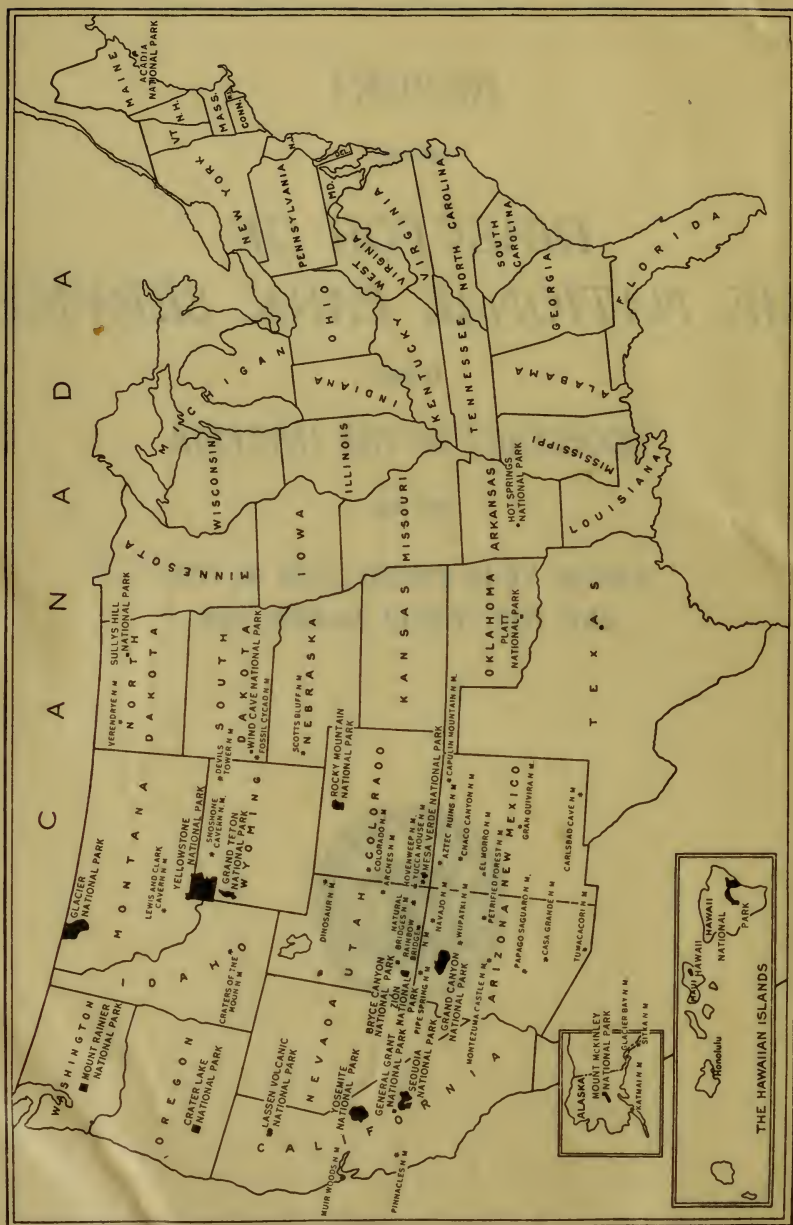 C A N A D A
WASHINGTON
MOUNT RAINIER
NATIONAL PARK
OREGON
CRATER LAKE
NATIONAL PARK
CALIFORNIA
LASSEN VOLCANIC
NATIONAL PARK
MUIR WOODS N M
YOSEMITE
NATIONAL PARK
PINNACLES N M
GENERAL GRANT
NATIONAL PARK
SEQUOIA
NATIONAL PARK
NEVADA
IDAHO
CRATERS OF THE
MOON N M
GLACIER
NATIONAL PARK
MONTANA
LEWIS AND CLARK
CAVERN N M
YELLOWSTONE
NATIONAL PARK
SHOSHONE
CAVERN N.M.
DEVILS
TOWER N M
GRAND TETON
NATIONAL PARK
WYOMING
UTAH
DINOSAUR N M
BRYCE CANYON
NATIONAL PARK
ZION
NATIONAL
PARK
NATURAL
BRIDGES N M
RAINBOW
BRIDGE
N M
PIPE SPRING N M
COLORADO
ROCKY MOUNTAIN
NATIONAL PARK
COLORADO N M
ARCHES N M
HOVENWEEP N.M.
YUCCA HOUSE N M
MESA VERDE NATIONAL PARK
ARIZONA
GRAND CANYON
NATIONAL PARK
NAVAJO N M
WUPATKI N M
MONTEZUMA CASTLE N M
PETRIFIED FOREST N M
PAPAGO SAGUARO N M.
CASA GRANDE N M
TUMACACORI N M
NEW MEXICO
AZTEC RUINS N M
CAPULIN MOUNTAIN N M.
CHACO CANYON N M
EL MORRO N M
GRAN QUIVIRA N M.
CARLSBAD CAVE N M
NORTH
DAKOTA
VERENDRYE N M
SULLYS HILL
NATIONAL PARK
SOUTH
DAKOTA
WIND CAVE NATIONAL PARK
FOSSIL CYCAD N M
NEBRASKA
SCOTTS BLUFF N M
KANSAS
OKLAHOMA
PLATT
NATIONAL PARK
TEXAS
MINNESOTA
IOWA
MISSOURI
ARKANSAS
HOT SPRINGS
NATIONAL PARK
LOUISIANA
WISCONSIN
ILLINOIS
MICHIGAN
INDIANA
OHIO
KENTUCKY
TENNESSEE
MISSISSIPPI
ALABAMA
GEORGIA
FLORIDA
SOUTH
CAROLINA
NORTH CAROLINA
VIRGINIA
WEST
VIRGINIA
MD.
DEL.
N.J.
PENNSYLVANIA
NEW YORK
CONN.
MASS.
VT
N.H.
MAINE
ACADIA
NATIONAL PARK
ALASKA
MOUNT MCKINLEY
NATIONAL PARK
KATMAI N M
GLACIER BAY N M
SITKA N M
Honolulu
MAUI
HAWAII
HAWAII
NATIONAL
PARK
THE HAWAIIAN ISLANDS